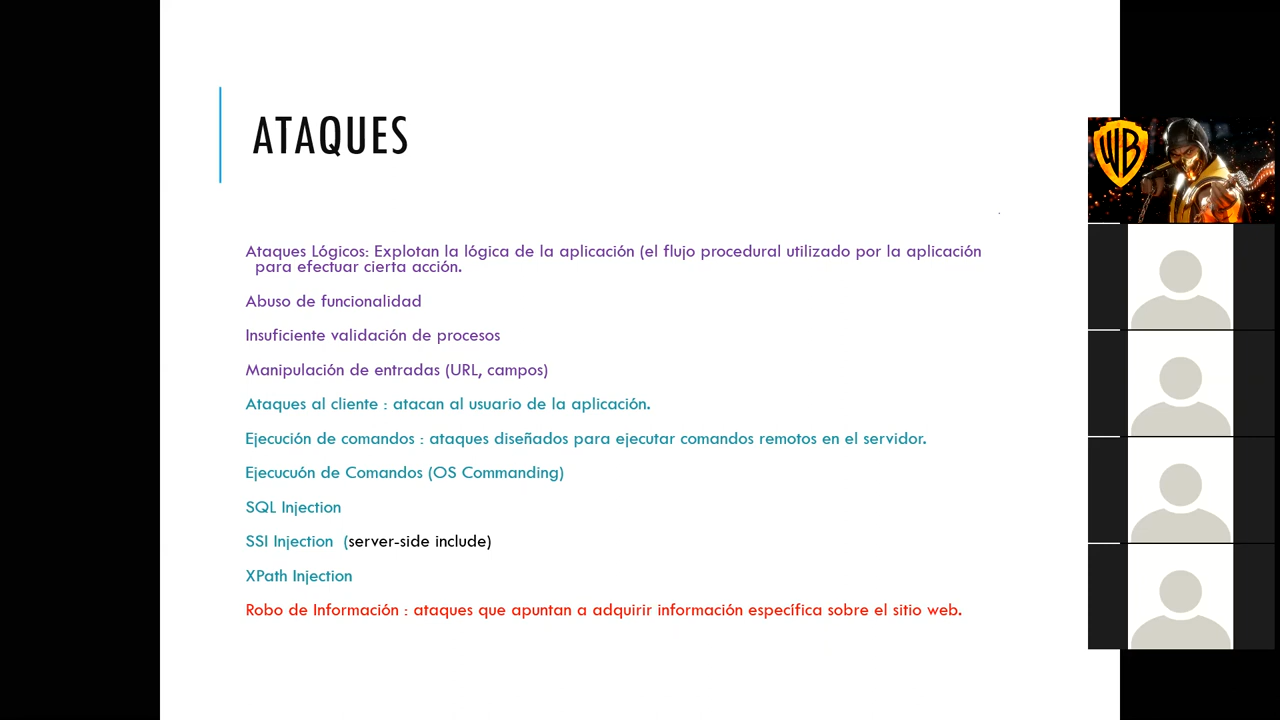 ATAQUES
Ataques Lógicos: Explotan la lógica de la aplicación (el flujo procedural utilizado por la aplicación
para efectuar cierta acción.
Abuso de funcionalidad
Insuficiente validación de procesos
Manipulación de entradas (URL, campos)
Ataques al cliente : atacan al usuario de la aplicación.
Ejecución de comandos : ataques diseñados para ejecutar comandos remotos en el servidor.
Ejecucuón de Comandos (OS Commanding)
SQL Injection
SSI Injection (server-side include)
XPath Injection
Robo de Información : ataques que apuntan a adquirir información específica sobre el sitio web.
WB